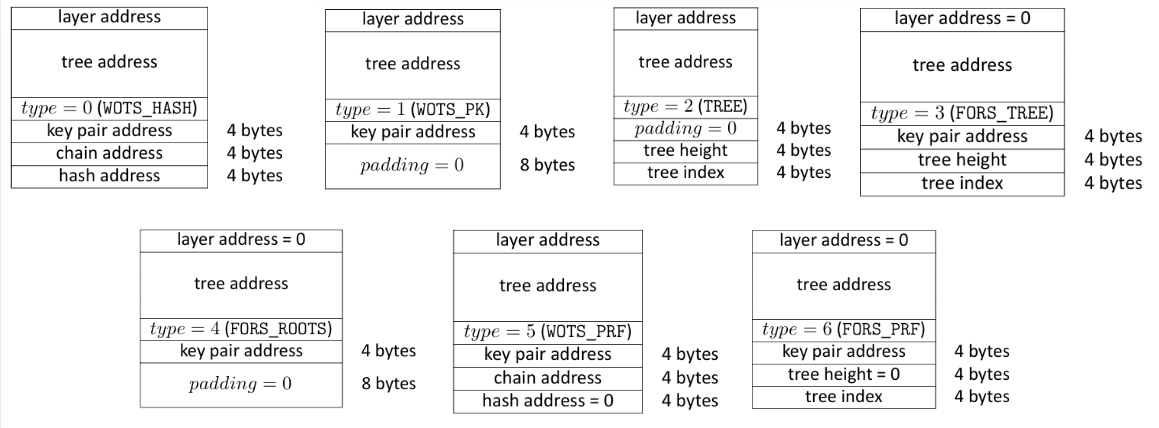 layer address
tree address
type = 0 (WOTS_HASH)
key pair address 4 bytes
chain address 4 bytes
hash address 4 bytes
layer address
tree address
type = 1 (WOTS_PK)
key pair address 4 bytes
padding = 0 8 bytes
layer address
tree address
type = 2 (TREE)
padding = 0 4 bytes
tree height 4 bytes
tree index 4 bytes
layer address = 0
tree address
type = 3 (FORS_TREE)
key pair address 4 bytes
tree height 4 bytes
tree index 4 bytes
layer address = 0
tree address
type = 4 (FORS_ROOTS)
key pair address 4 bytes
padding = 0 8 bytes
layer address
tree address
type = 5 (WOTS_PRF)
key pair address 4 bytes
chain address 4 bytes
hash address = 0 4 bytes
layer address = 0
tree address
type = 6 (FORS_PRF)
key pair address 4 bytes
tree height = 0 4 bytes
tree index 4 bytes